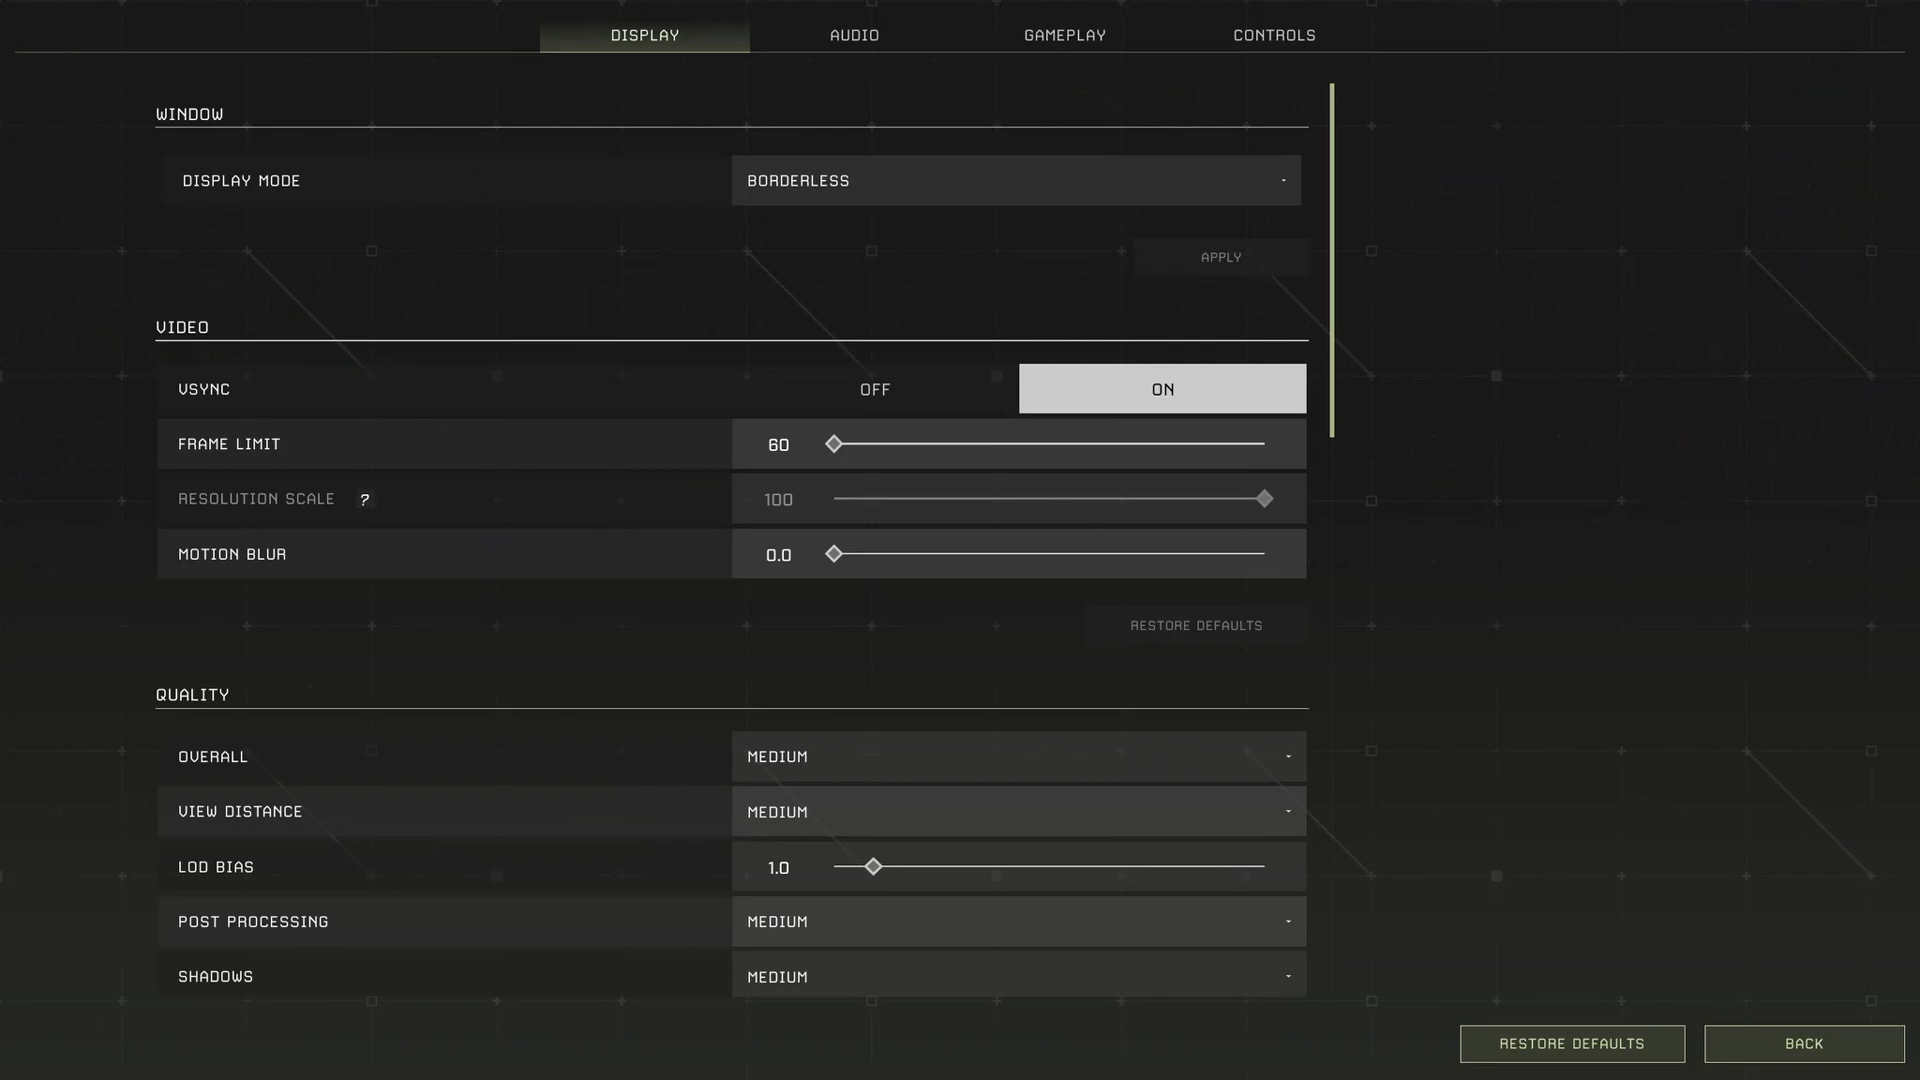 DISPLAY AUDIO GAMEPLAY CONTROLS
WINDOW
DISPLAY MODE BORDERLESS
APPLY
VIDEO
VSYNC OFF ON
FRAME LIMIT 60
RESOLUTION SCALE ? 100
MOTION BLUR 0.0
RESTORE DEFAULTS
QUALITY
OVERALL MEDIUM
VIEW DISTANCE MEDIUM
LOD BIAS 1.0
POST PROCESSING MEDIUM
SHADOWS MEDIUM
RESTORE DEFAULTS BACK